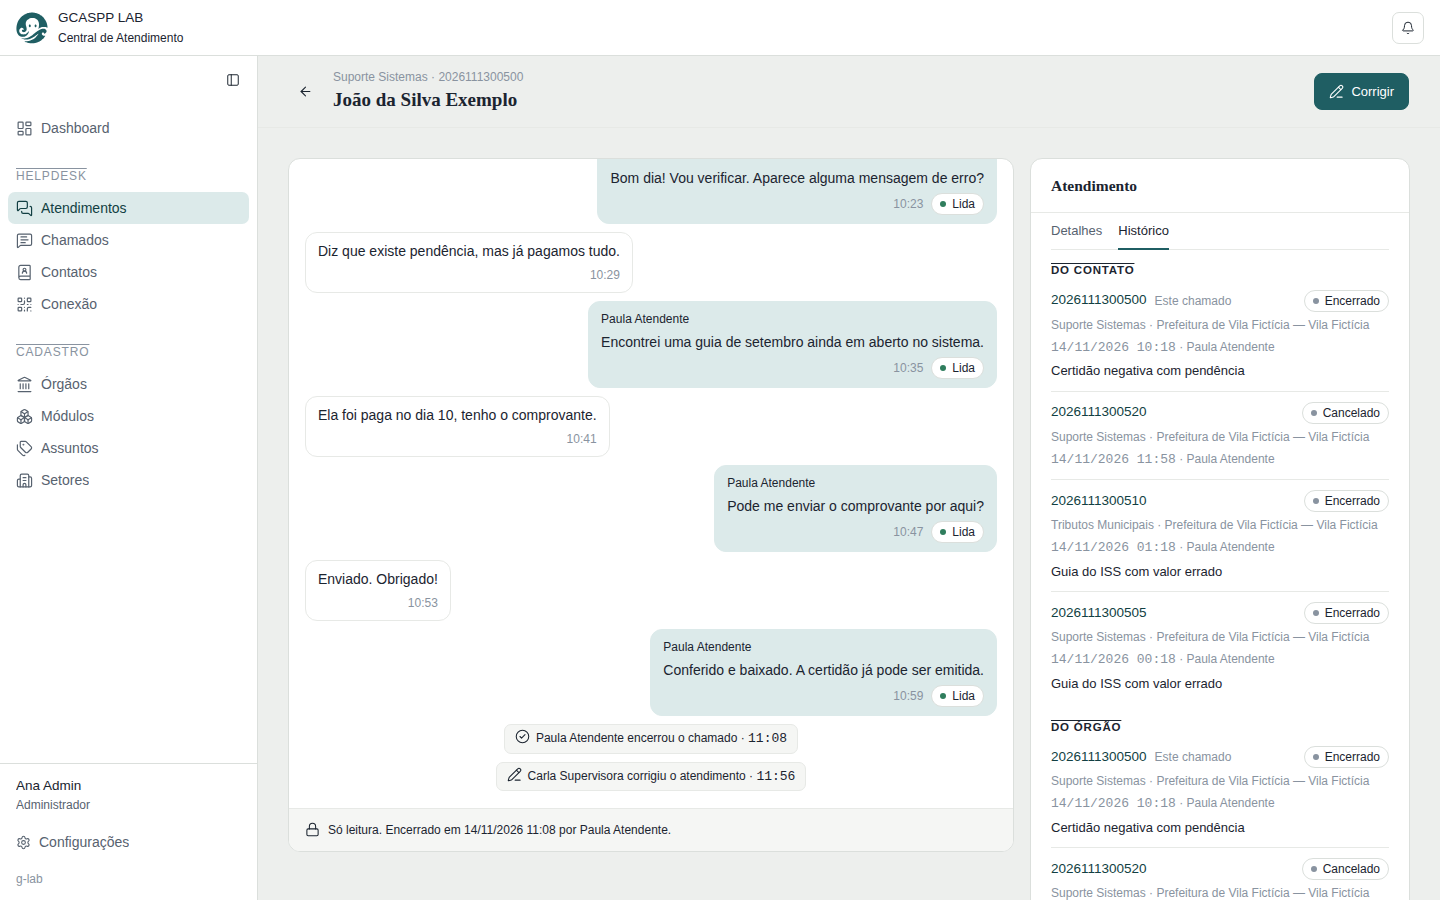 GCASPP LAB
Central de Atendimento
Dashboard
HELPDESK
Atendimentos
Chamados
Contatos
Conexão
CADASTRO
Órgãos
Módulos
Assuntos
Setores
Ana Admin
Administrador
Configurações
g-lab
Suporte Sistemas · 2026111300500
João da Silva Exemplo
Corrigir
Bom dia! Vou verificar. Aparece alguma mensagem de erro?
10:23 Lida
Diz que existe pendência, mas já pagamos tudo.
10:29
Paula Atendente
Encontrei uma guia de setembro ainda em aberto no sistema.
10:35 Lida
Ela foi paga no dia 10, tenho o comprovante.
10:41
Paula Atendente
Pode me enviar o comprovante por aqui?
10:47 Lida
Enviado. Obrigado!
10:53
Paula Atendente
Conferido e baixado. A certidão já pode ser emitida.
10:59 Lida
Paula Atendente encerrou o chamado · 11:08
Carla Supervisora corrigiu o atendimento · 11:56
Só leitura. Encerrado em 14/11/2026 11:08 por Paula Atendente.
Atendimento
Detalhes Histórico
DO CONTATO
2026111300500 Este chamado Encerrado
Suporte Sistemas · Prefeitura de Vila Fictícia — Vila Fictícia
14/11/2026 10:18 · Paula Atendente
Certidão negativa com pendência
2026111300520 Cancelado
Suporte Sistemas · Prefeitura de Vila Fictícia — Vila Fictícia
14/11/2026 11:58 · Paula Atendente
2026111300510 Encerrado
Tributos Municipais · Prefeitura de Vila Fictícia — Vila Fictícia
14/11/2026 01:18 · Paula Atendente
Guia do ISS com valor errado
2026111300505 Encerrado
Suporte Sistemas · Prefeitura de Vila Fictícia — Vila Fictícia
14/11/2026 00:18 · Paula Atendente
Guia do ISS com valor errado
DO ÓRGÃO
2026111300500 Este chamado Encerrado
Suporte Sistemas · Prefeitura de Vila Fictícia — Vila Fictícia
14/11/2026 10:18 · Paula Atendente
Certidão negativa com pendência
2026111300520 Cancelado
Suporte Sistemas · Prefeitura de Vila Fictícia — Vila Fictícia